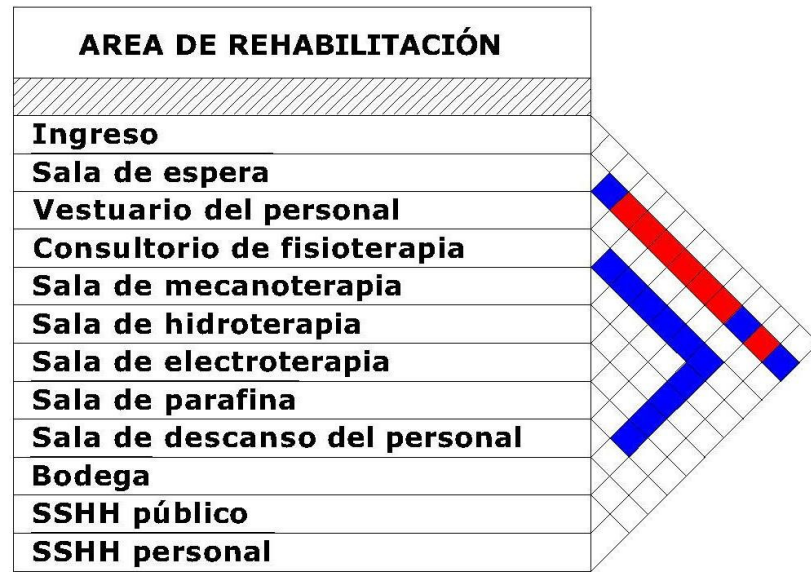 AREA DE REHABILITACIÓN
Ingreso
Sala de espera
Vestuario del personal
Consultorio de fisioterapia
Sala de mecanoterapia
Sala de hidroterapia
Sala de electroterapia
Sala de parafina
Sala de descanso del personal
Bodega
SSHH público
SSHH personal